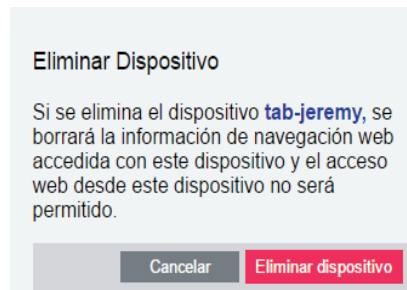 Eliminar Dispositivo
Si se elimina el dispositivo tab-jeremy, se
borrará la información de navegación web
accedida con este dispositivo y el acceso
web desde este dispositivo no será
permitido.
Cancelar Eliminar dispositivo